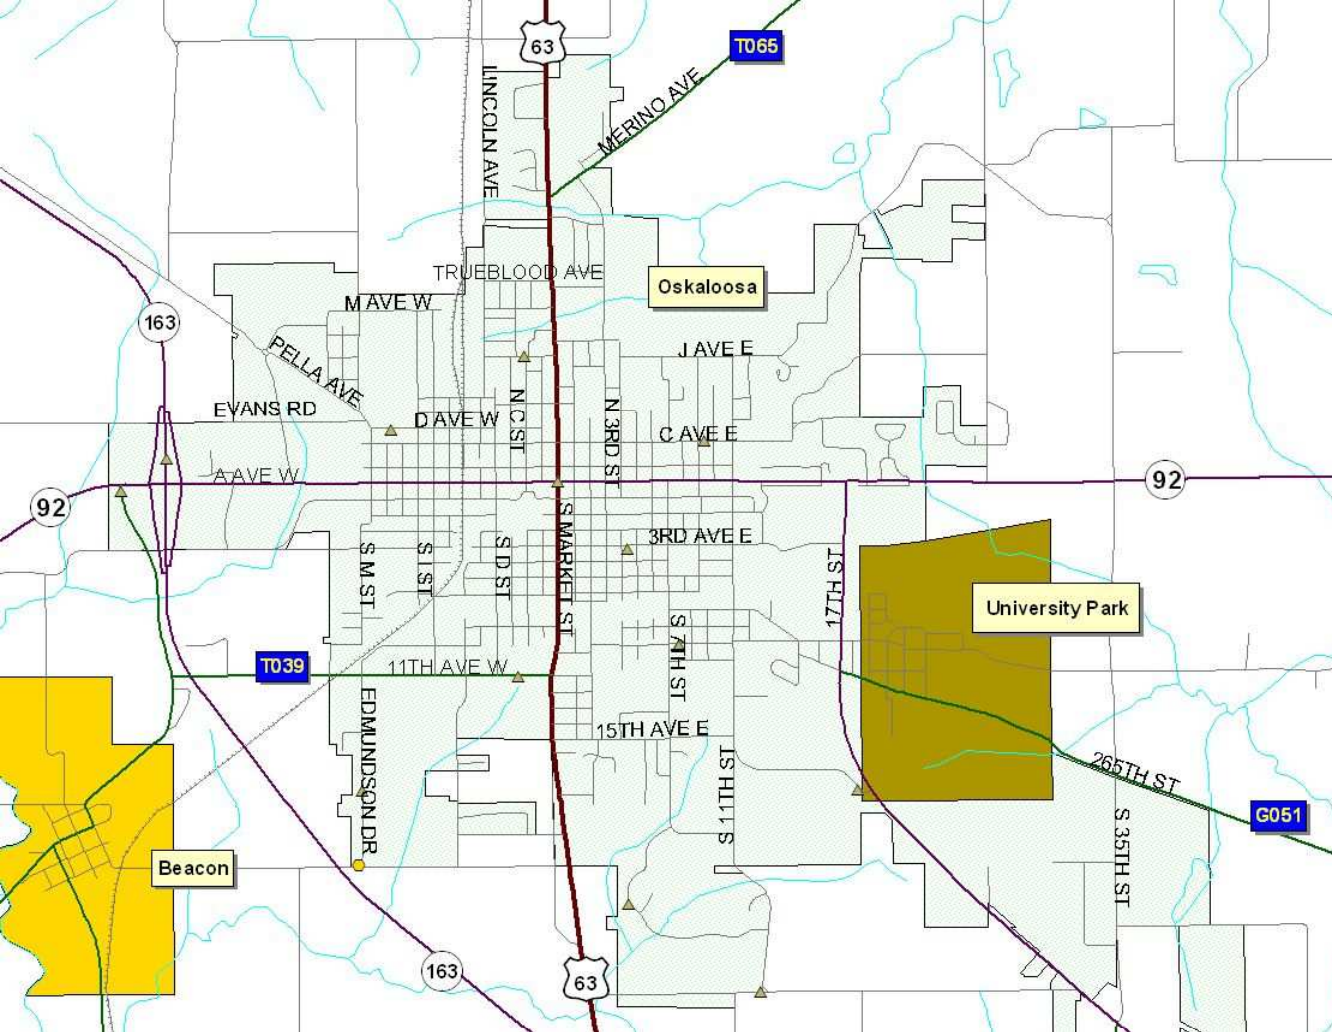 63
T065
LINCOLN AVE
MERINO AVE
TRUEBLOOD AVE
Oskaloosa
M AVE W
163
J AVE E
PELLA AVE
EVANS RD
D AVE W
N C ST
N 3RD ST
C AVE E
A AVE W
92
92
S M ST
S I ST
S D ST
S MARKET ST
3RD AVE E
17TH ST
University Park
S 7TH ST
T039
11TH AVE W
EDMUNDSON DR
15TH AVE E
S 11TH ST
265TH ST
G051
S 35TH ST
Beacon
163
63